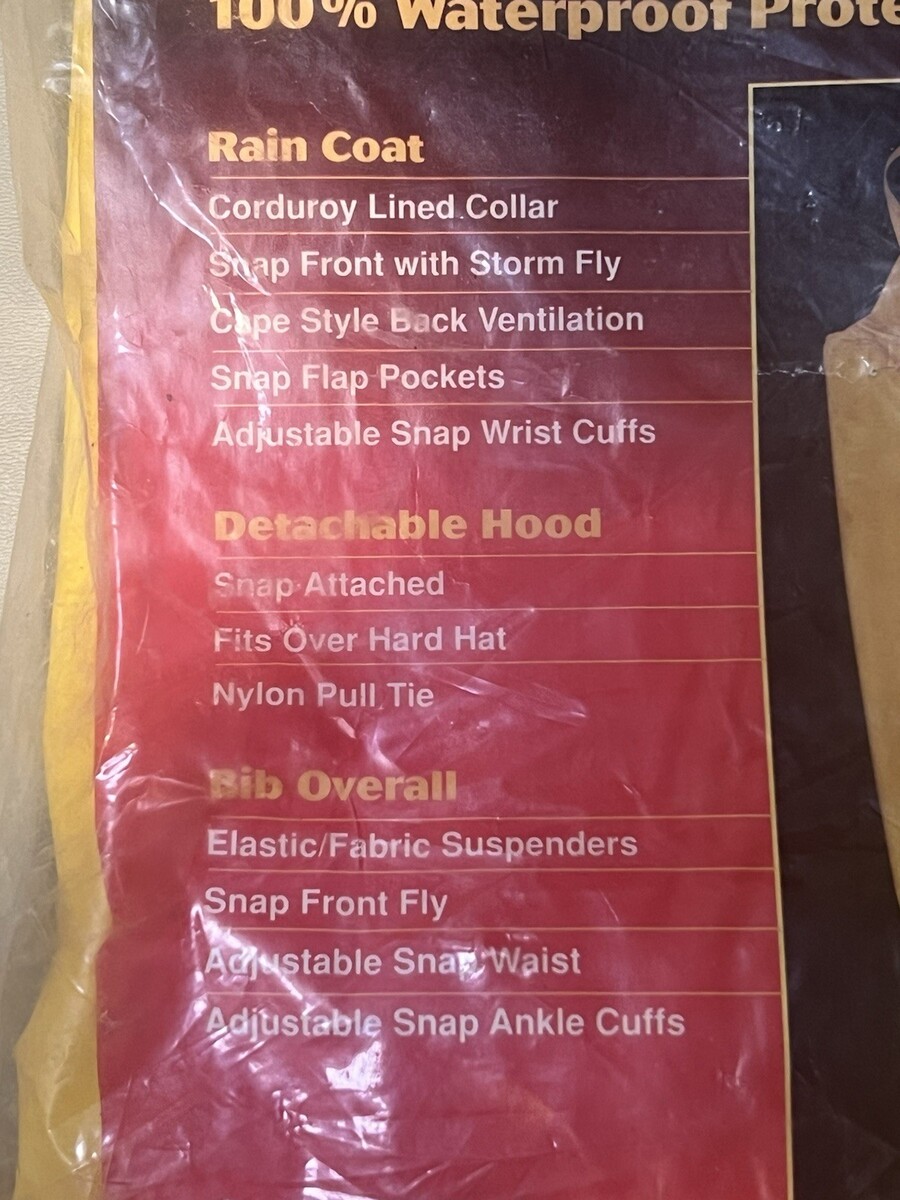 100% Waterproof
Rain Coat
Corduroy Lined Collar
Snap Front with Storm Fly
Cape Style Back Ventilation
Snap Flap Pockets
Adjustable Snap Wrist Cuffs
Detachable Hood
Snap Attached
Fits Over Hard Hat
Nylon Pull Tie
Bib Overall
Elastic/Fabric Suspenders
Snap Front Fly
Adjustable Snap Waist
Adjustable Snap Ankle Cuffs